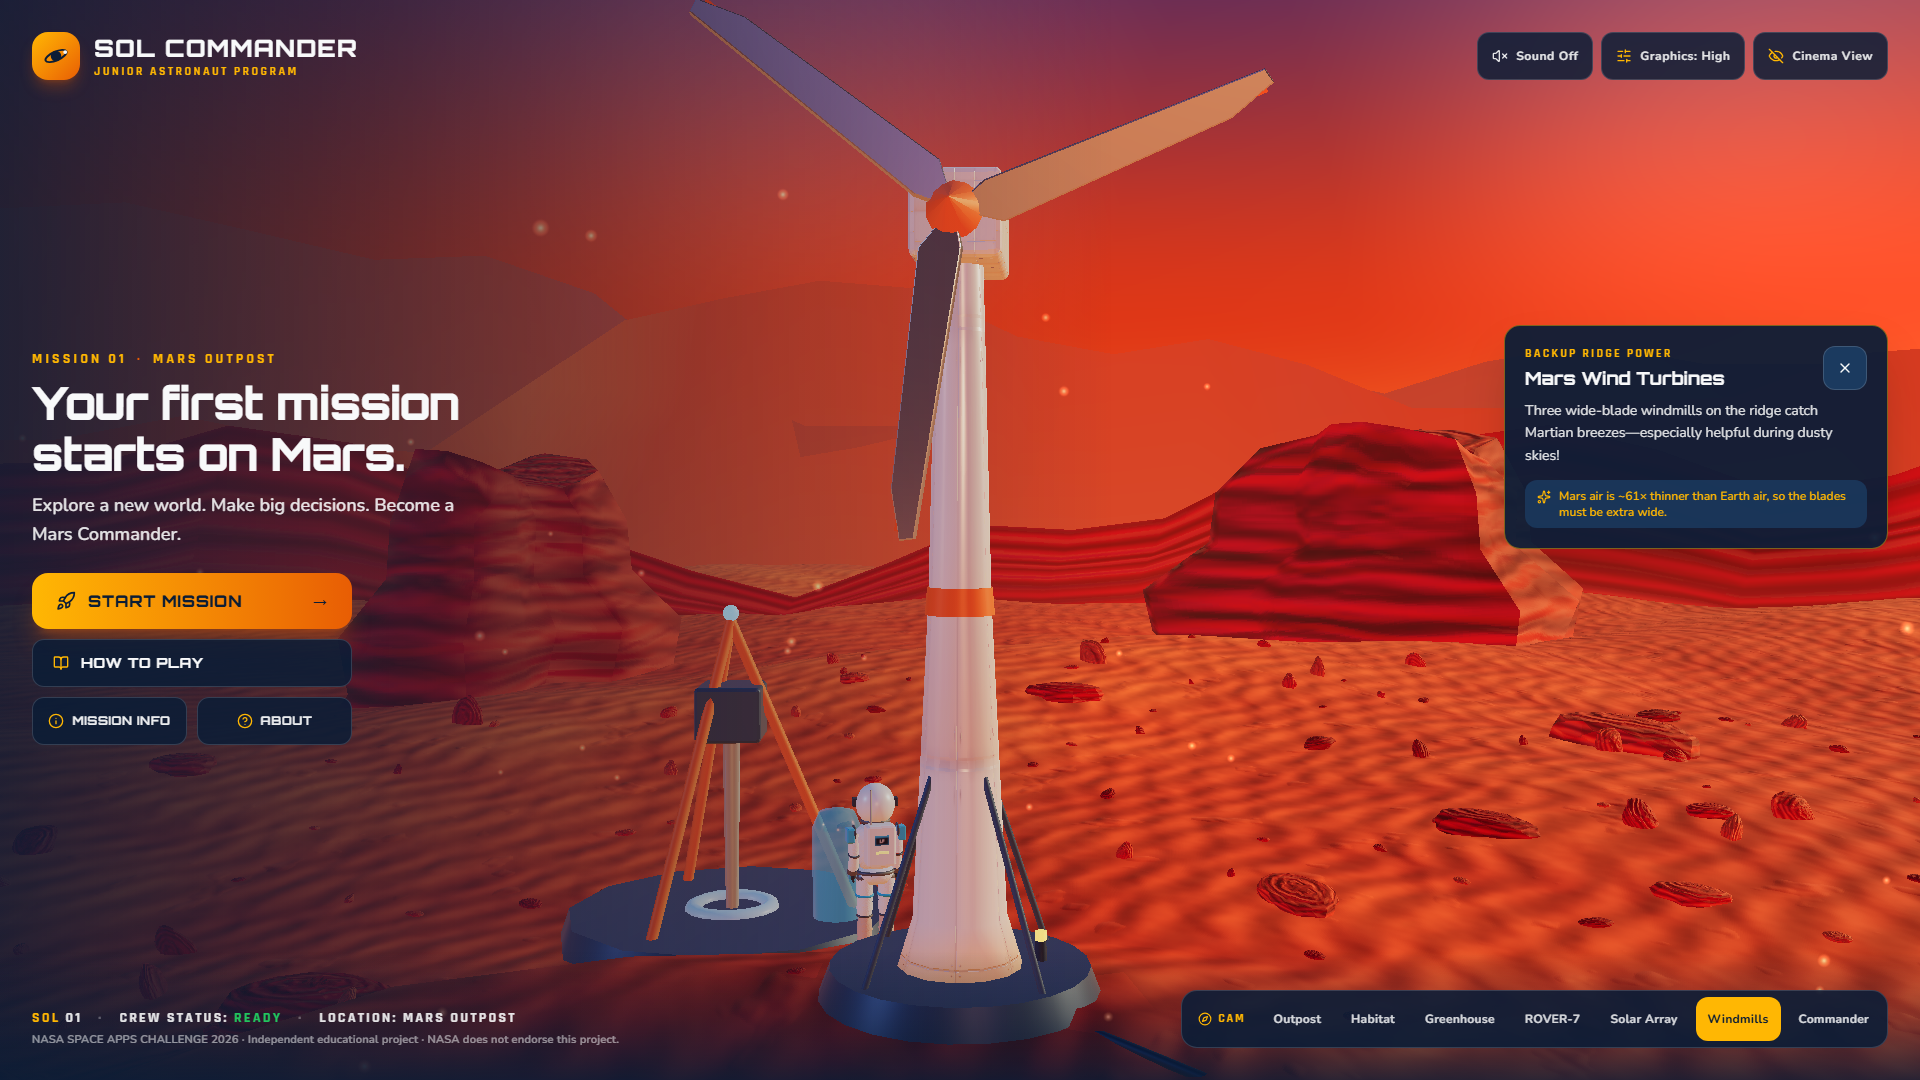 SOL COMMANDER
JUNIOR ASTRONAUT PROGRAM
Sound Off
Graphics: High
Cinema View
MISSION 01 · MARS OUTPOST
Your first mission
starts on Mars.
Explore a new world. Make big decisions. Become a
Mars Commander.
START MISSION →
HOW TO PLAY
MISSION INFO
ABOUT
BACKUP RIDGE POWER
Mars Wind Turbines
Three wide-blade windmills on the ridge catch
Martian breezes—especially helpful during dusty
skies!
Mars air is ~61× thinner than Earth air, so the blades
must be extra wide.
SOL 01 · CREW STATUS: READY · LOCATION: MARS OUTPOST
NASA SPACE APPS CHALLENGE 2026 · Independent educational project · NASA does not endorse this project.
CAM
Outpost
Habitat
Greenhouse
ROVER-7
Solar Array
Windmills
Commander